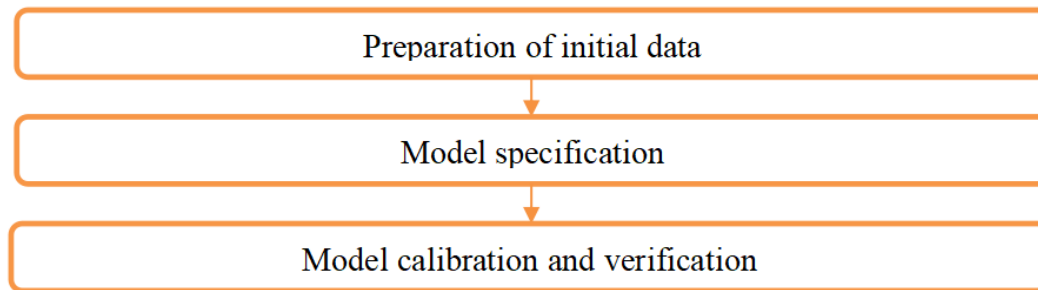 Preparation of initial data
Model specification
Model calibration and verification